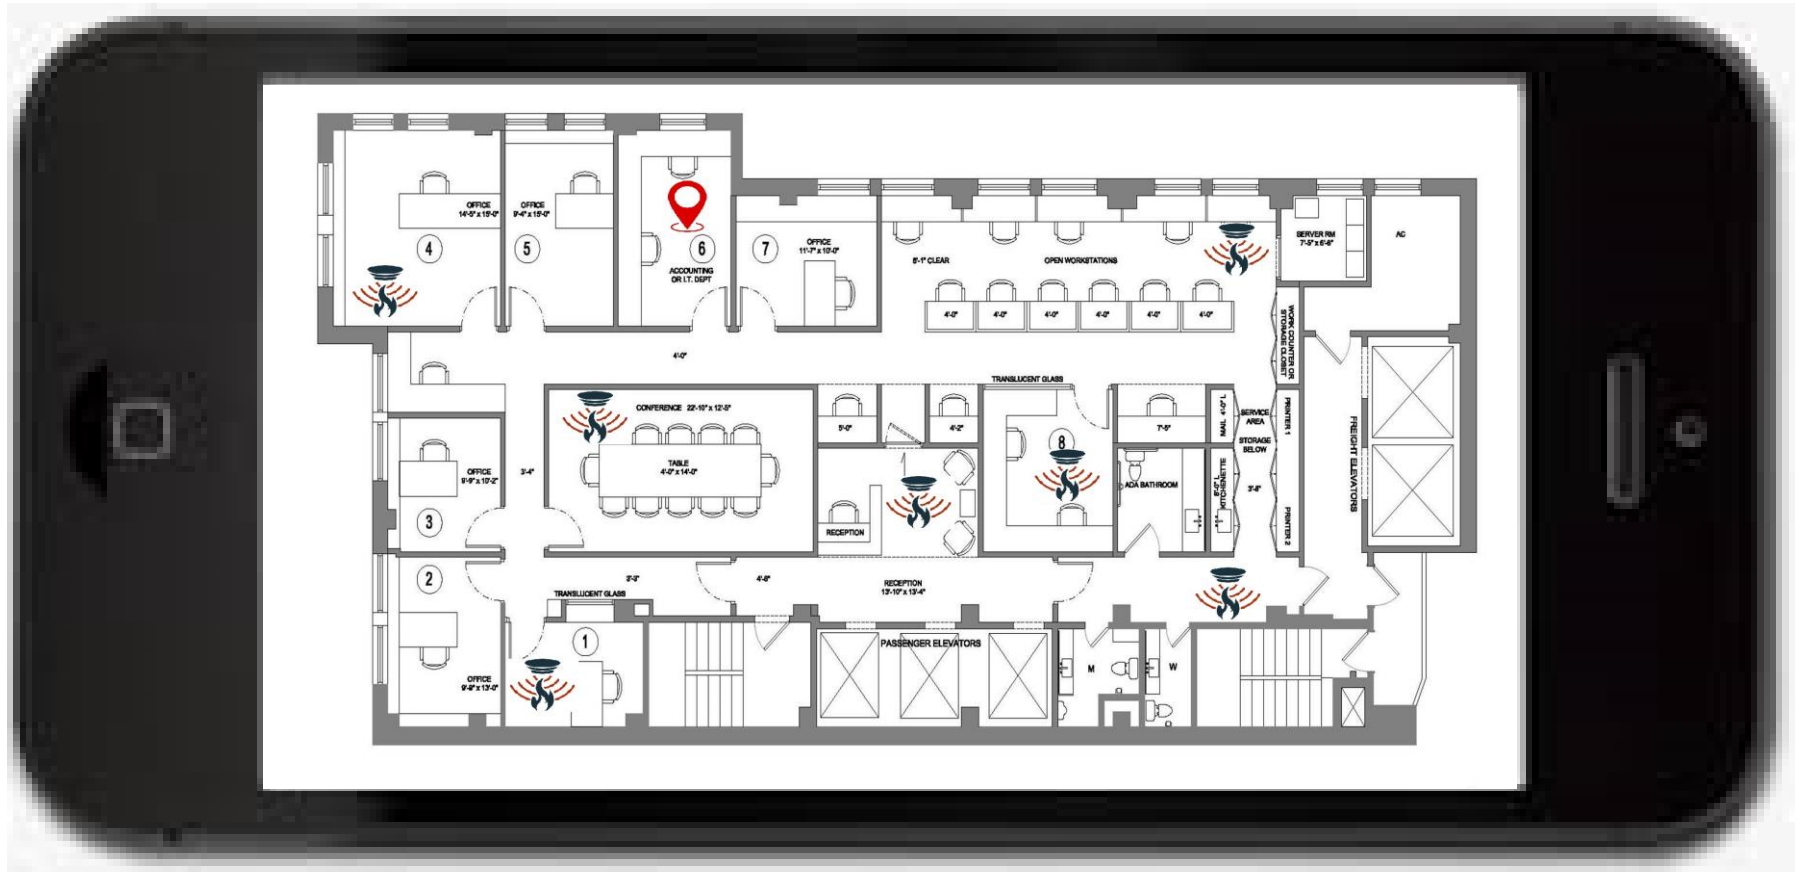 OFFICE
14'-5" x 15'-0"
4
OFFICE
9'-4" x 15'-0"
5
6
ACCOUNTING
OR I.T. DEPT
OFFICE
11'-7" x 10'-0"
7
8'-1" CLEAR
OPEN WORKSTATIONS
SERVER RM
7'-5" x 6'-6"
AC
4'-0"
4'-0"
4'-0"
4'-0"
4'-0"
4'-0"
WORK COUNTER OR
STORAGE CLOSET
4'-0"
TRANSLUCENT GLASS
CONFERENCE 22'-10" x 12'-5"
TABLE
4'-0" x 14'-0"
5'-0"
4'-2"
8
7'-5"
MAIL 4'-0" L
SERVICE
AREA
STORAGE
BELOW
3'-8"
PRINTER 1
PRINTER 2
FREIGHT ELEVATORS
OFFICE
9'-9" x 10'-2"
3
3'-4"
RECEPTION
ADA BATHROOM
KITCHENETTE
2
3'-3"
4'-8"
TRANSLUCENT GLASS
RECEPTION
13'-10" x 13'-4"
1
PASSENGER ELEVATORS
M
W
OFFICE
9'-9" x 13'-0"